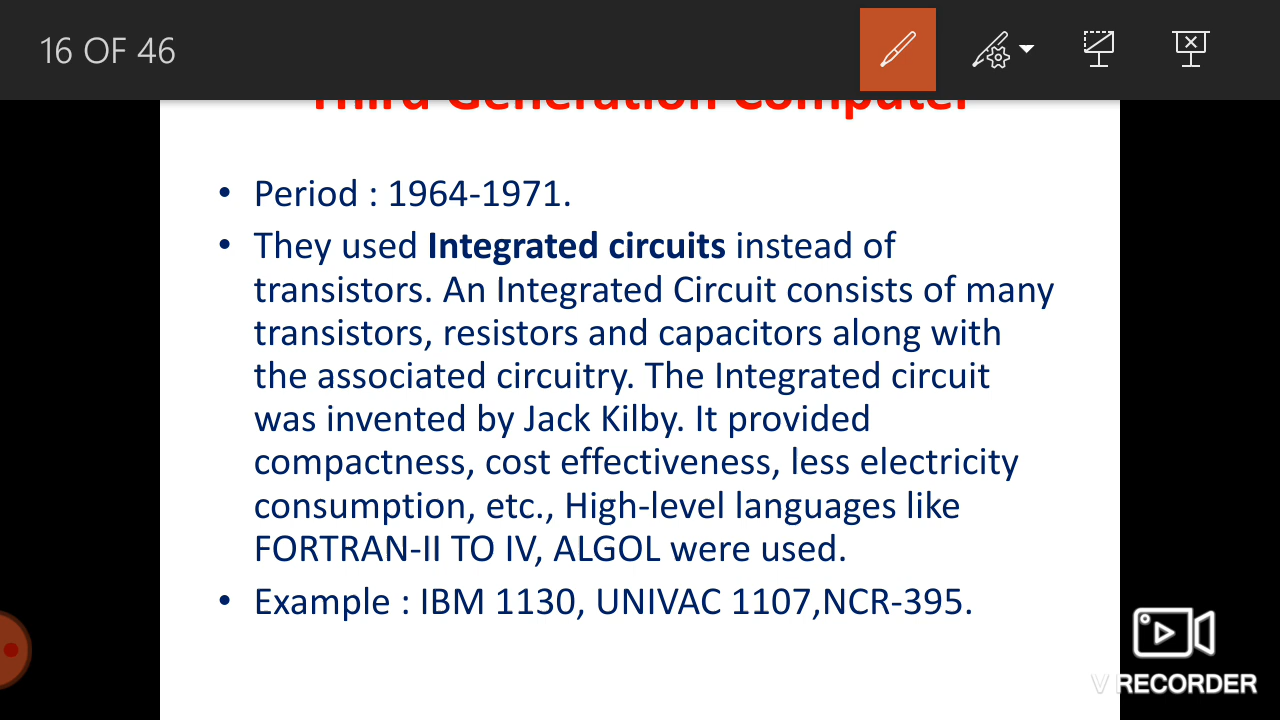 16 OF 46
Third Generation Computer
• Period : 1964-1971.
• They used Integrated circuits instead of
transistors. An Integrated Circuit consists of many
transistors, resistors and capacitors along with
the associated circuitry. The Integrated circuit
was invented by Jack Kilby. It provided
compactness, cost effectiveness, less electricity
consumption, etc., High-level languages like
FORTRAN-II TO IV, ALGOL were used.
• Example : IBM 1130, UNIVAC 1107,NCR-395.
V RECORDER